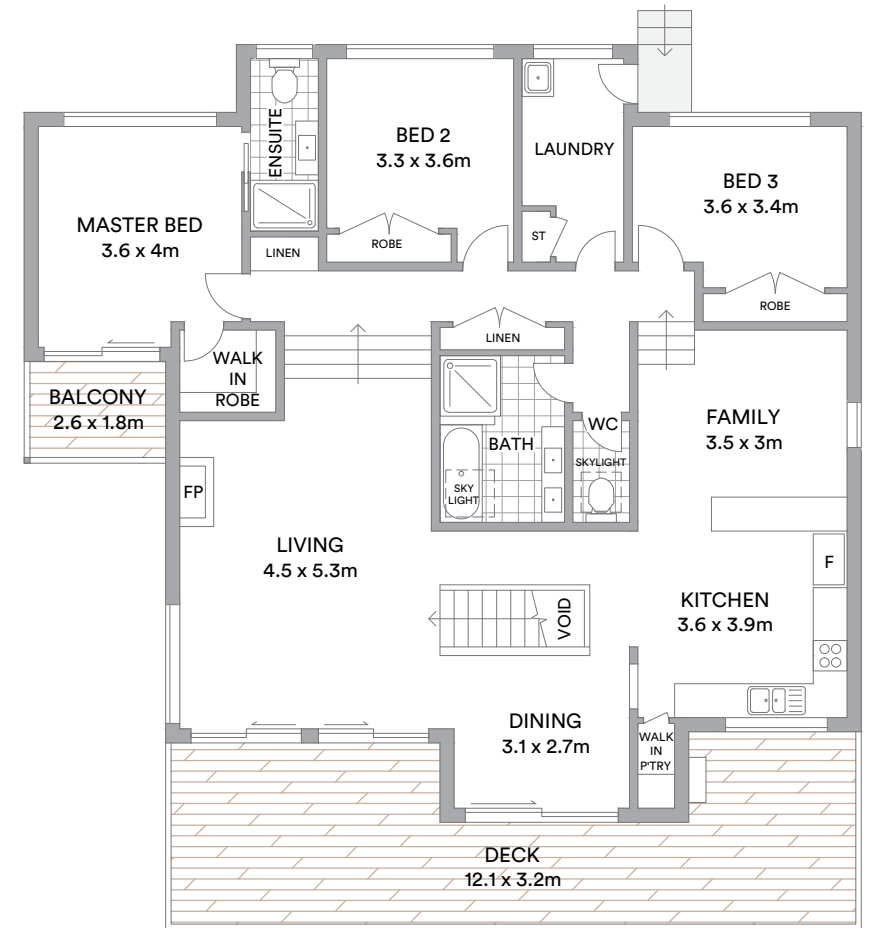 ENSUITE
BED 2
3.3 x 3.6m
LAUNDRY
BED 3
3.6 x 3.4m
MASTER BED
3.6 x 4m
LINEN
ROBE
ST
ROBE
LINEN
WALK
IN
ROBE
BALCONY
2.6 x 1.8m
BATH
WC
SKYLIGHT
FAMILY
3.5 x 3m
FP
SKY
LIGHT
LIVING
4.5 x 5.3m
F
VOID
KITCHEN
3.6 x 3.9m
DINING
3.1 x 2.7m
WALK
IN
P'TRY
DECK
12.1 x 3.2m